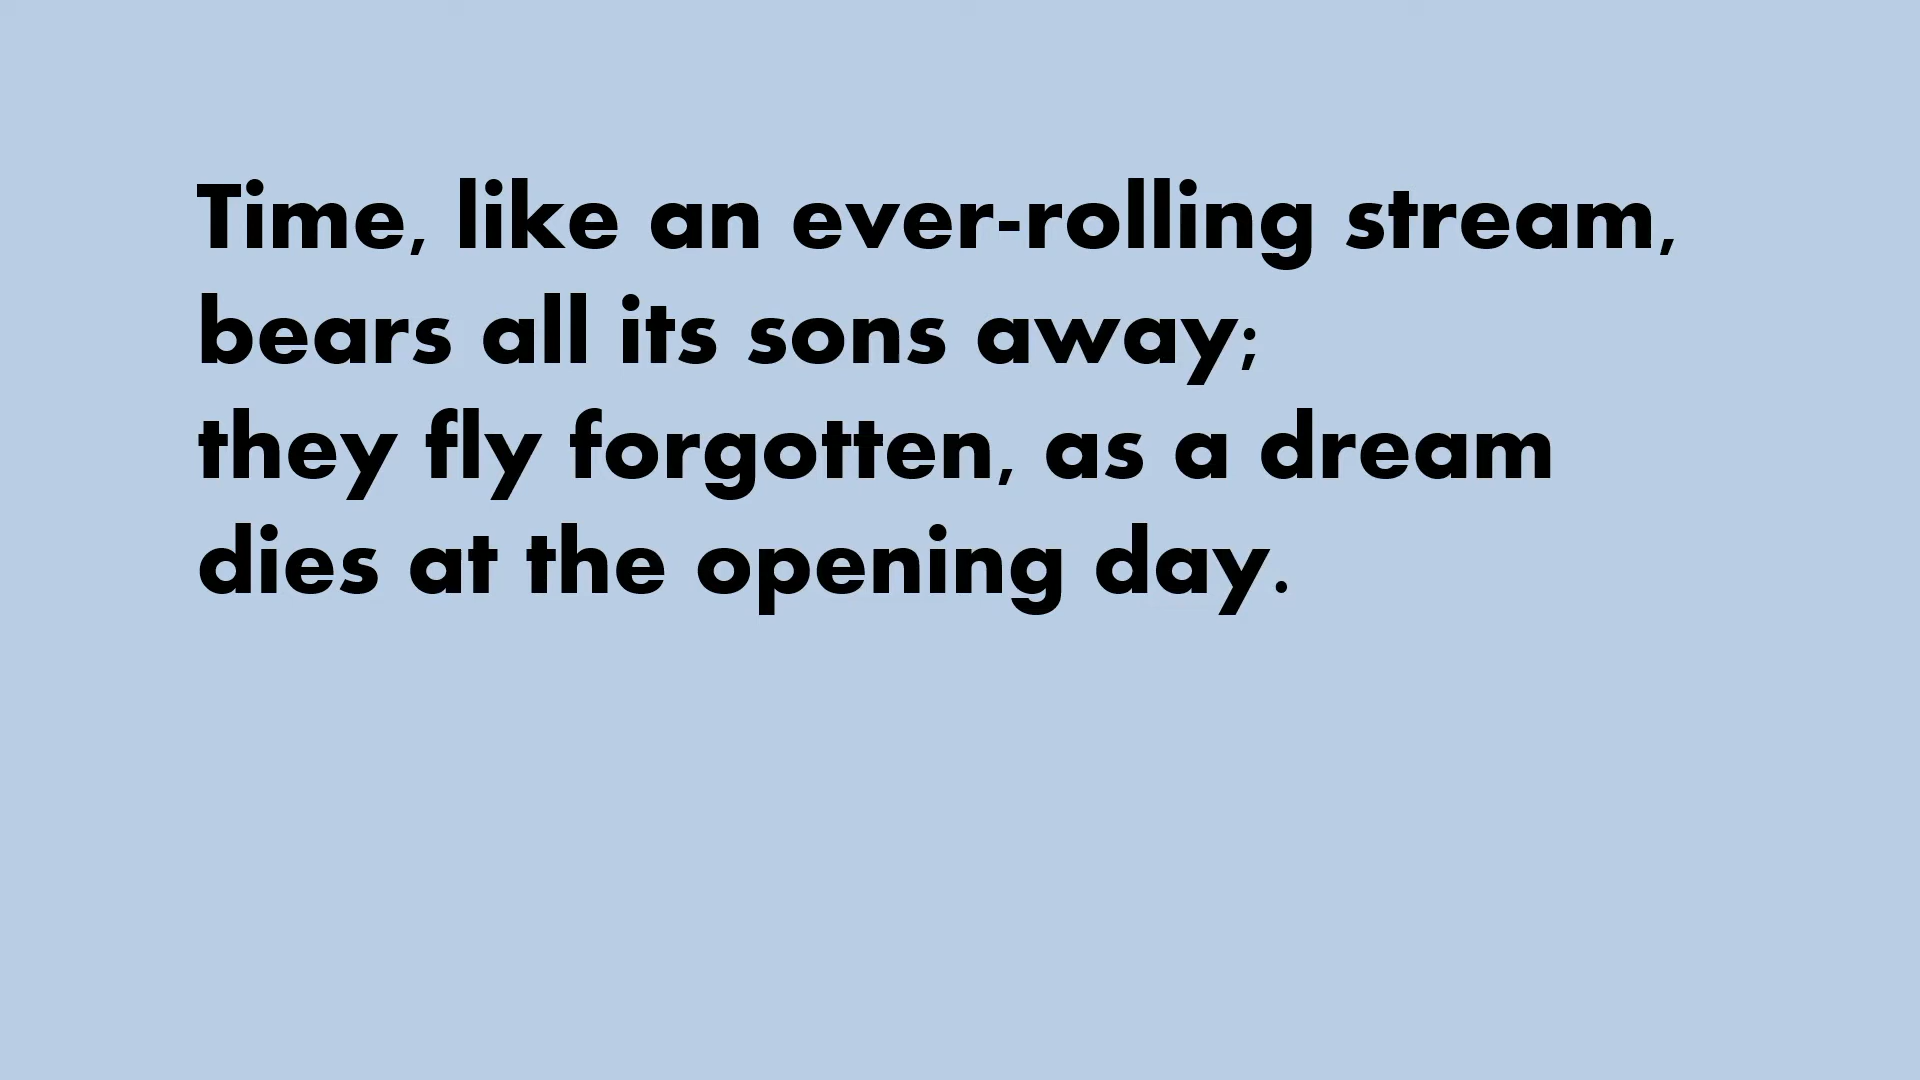 Time, like an ever-rolling stream,
bears all its sons away;
they fly forgotten, as a dream
dies at the opening day.